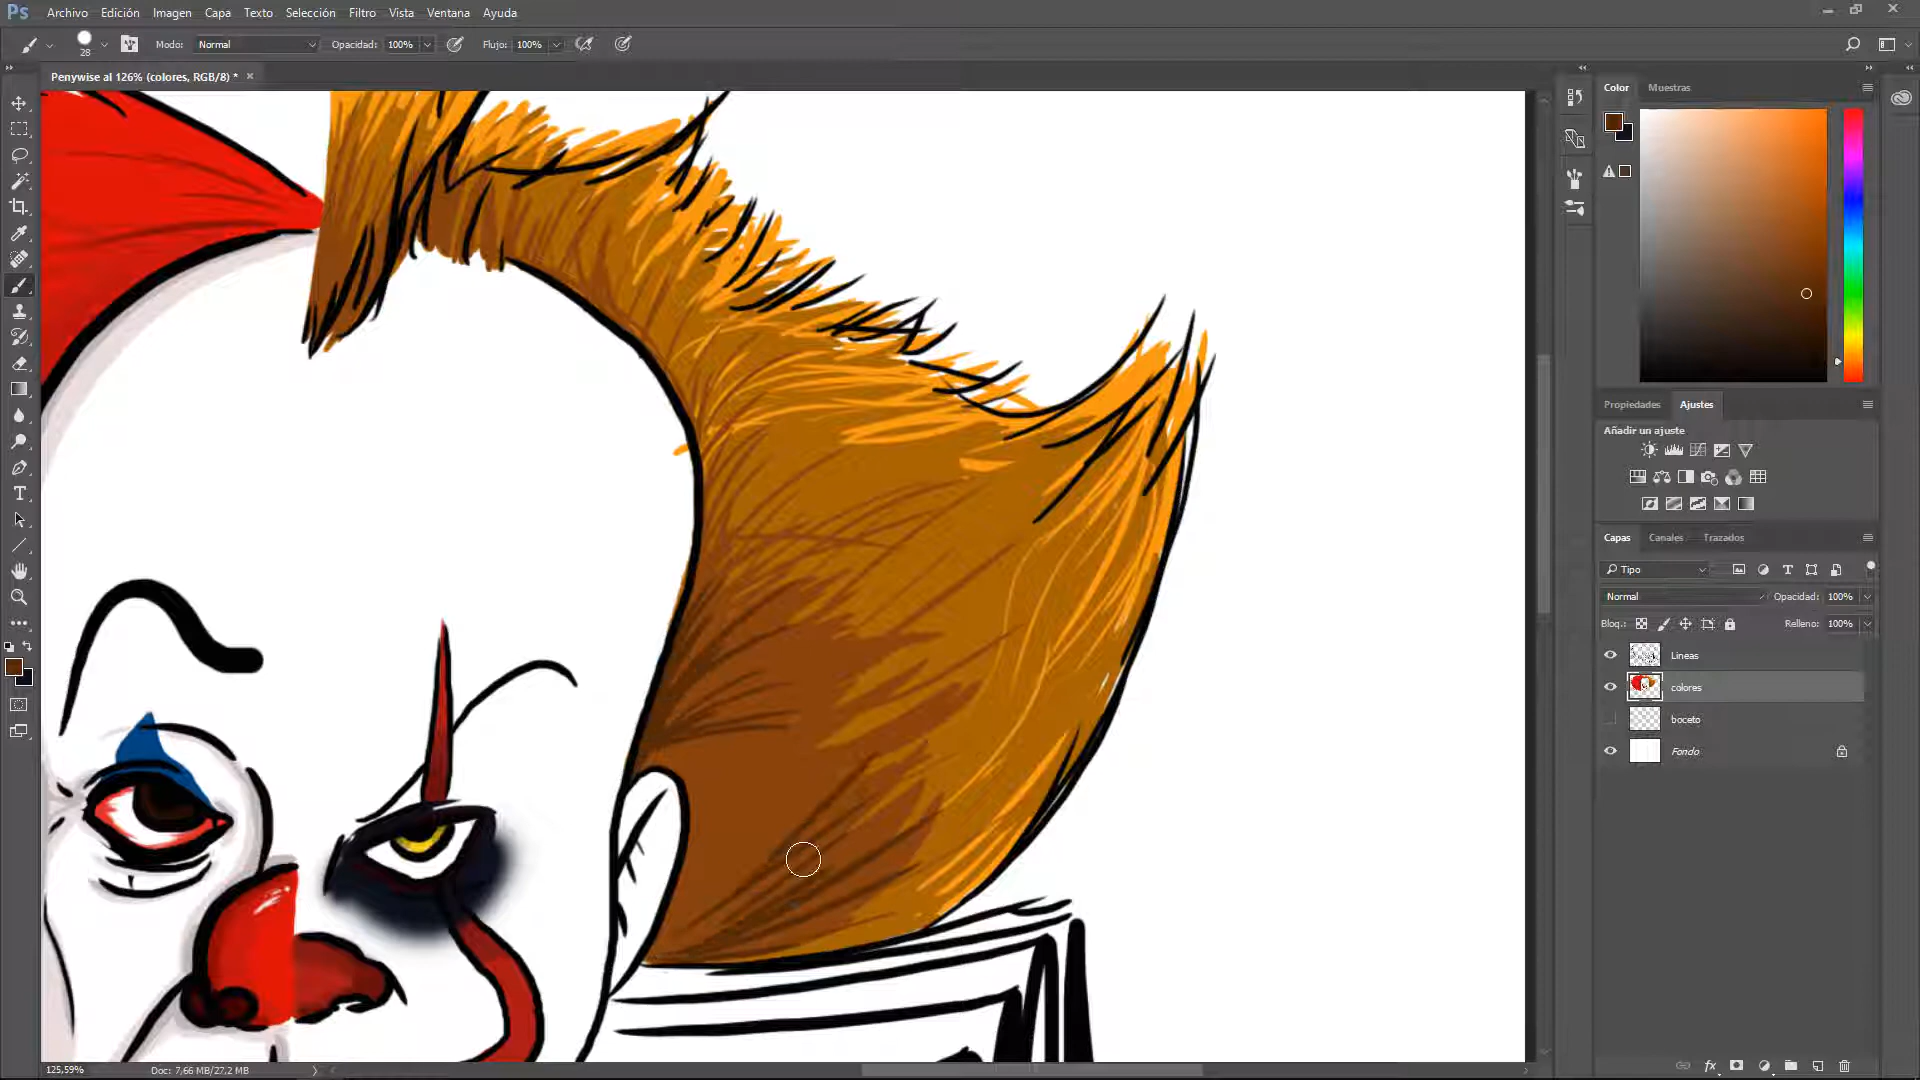 Ps Archivo Edición Imagen Capa Texto Selección Filtro Vista Ventana Ayuda
28 Modo: Normal Opacidad: 100% Flujo: 100%
Penywise al 126% (colores, RGB/8) * ×
Color Muestras
Propiedades Ajustes
Añadir un ajuste
Capas Canales Trazados
Tipo
Normal Opacidad: 100%
Bloq.: Relleno: 100%
Lineas
colores
boceto
Fondo
fx
125,59% Doc: 7,66 MB/27,2 MB